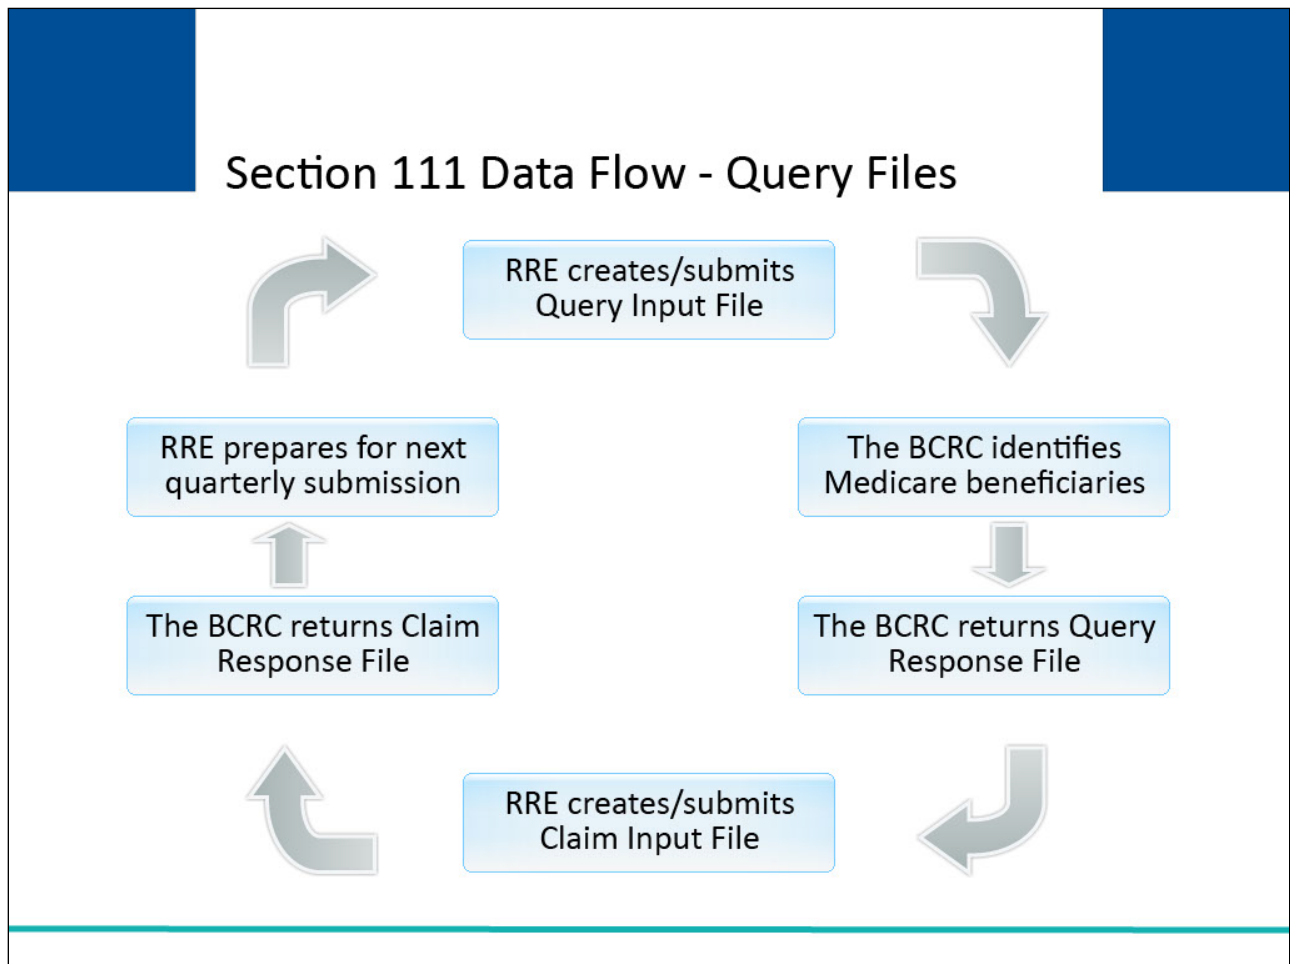 Section 111 Data Flow - Query Files
RRE creates/submits
Query Input File
The BCRC identifies
Medicare beneficiaries
The BCRC returns Query
Response File
RRE creates/submits
Claim Input File
The BCRC returns Claim
Response File
RRE prepares for next
quarterly submission